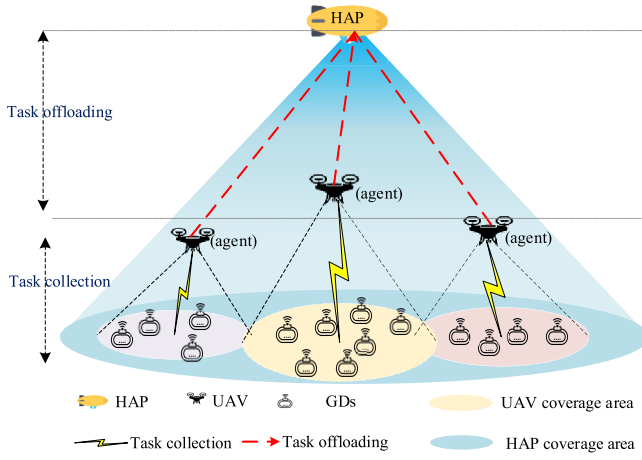 HAP
Task offloading
(agent)
(agent)
(agent)
Task collection
HAP
UAV
GDs
UAV coverage area
Task collection
Task offloading
HAP coverage area